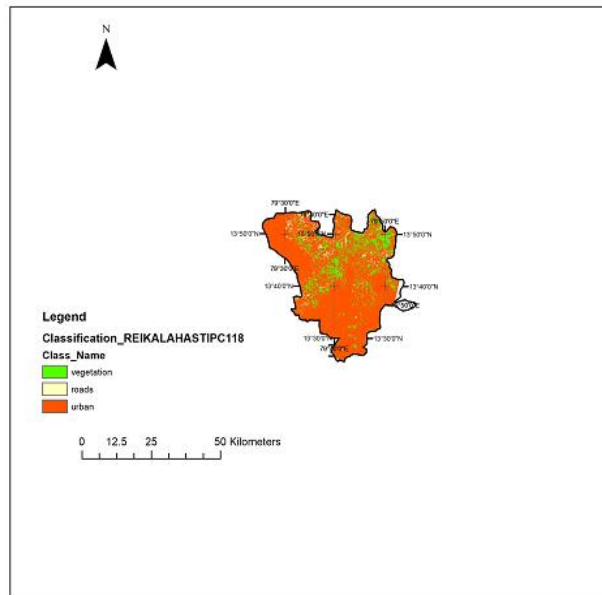 N
79°30'0"E
13°50'0"N
13°50'0"N
79°30'0"E
13°40'0"N
13°40'0"N
13°30'0"N
13°30'0"N
Legend
Classification_REIKALAHASTIPC118
Class_Name
vegetation
roads
urban
0 12.5 25 50 Kilometers